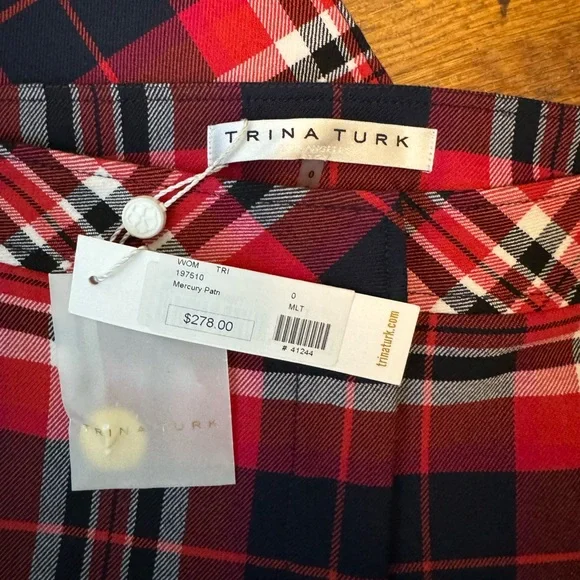 TRINA TURK
0
WOM TRI
197510
Mercury Patn
0
MLT
$278.00
# 41244
trinaturk.com
TRINA TURK